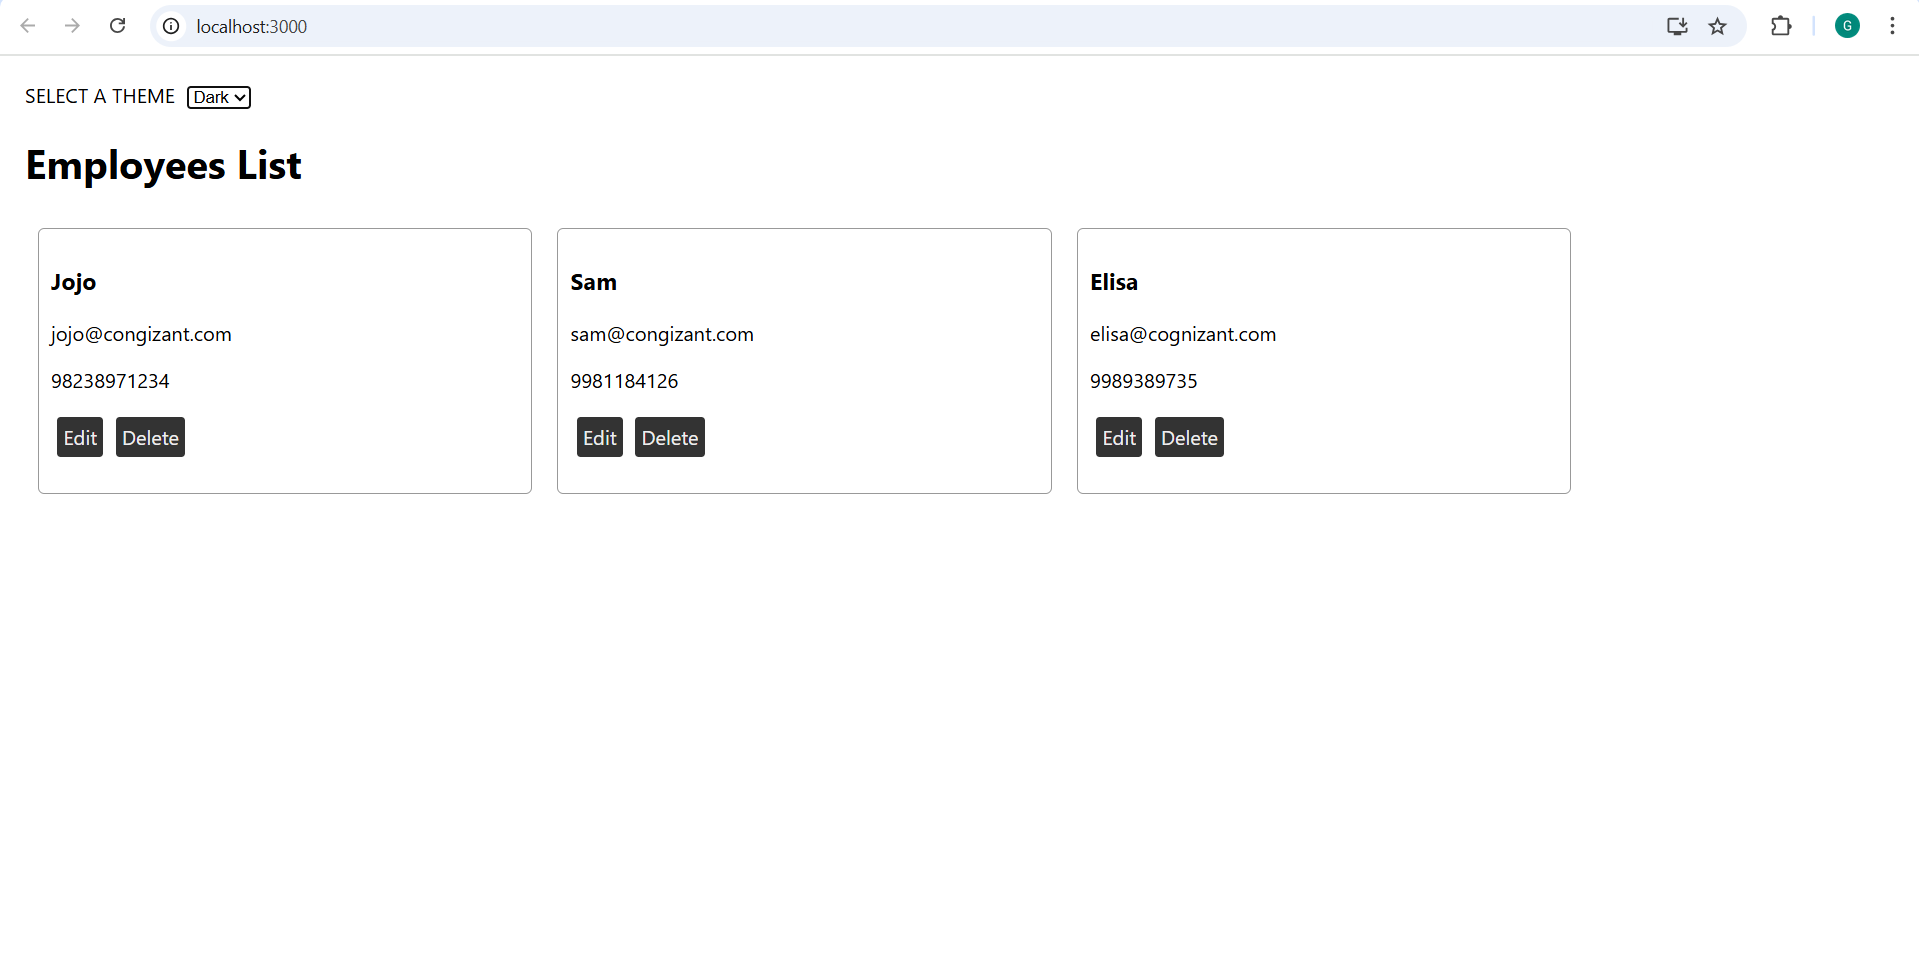 localhost:3000
G
SELECT A THEME Dark
Employees List
Jojo
jojo@congizant.com
98238971234
Edit Delete
Sam
sam@congizant.com
9981184126
Edit Delete
Elisa
elisa@cognizant.com
9989389735
Edit Delete